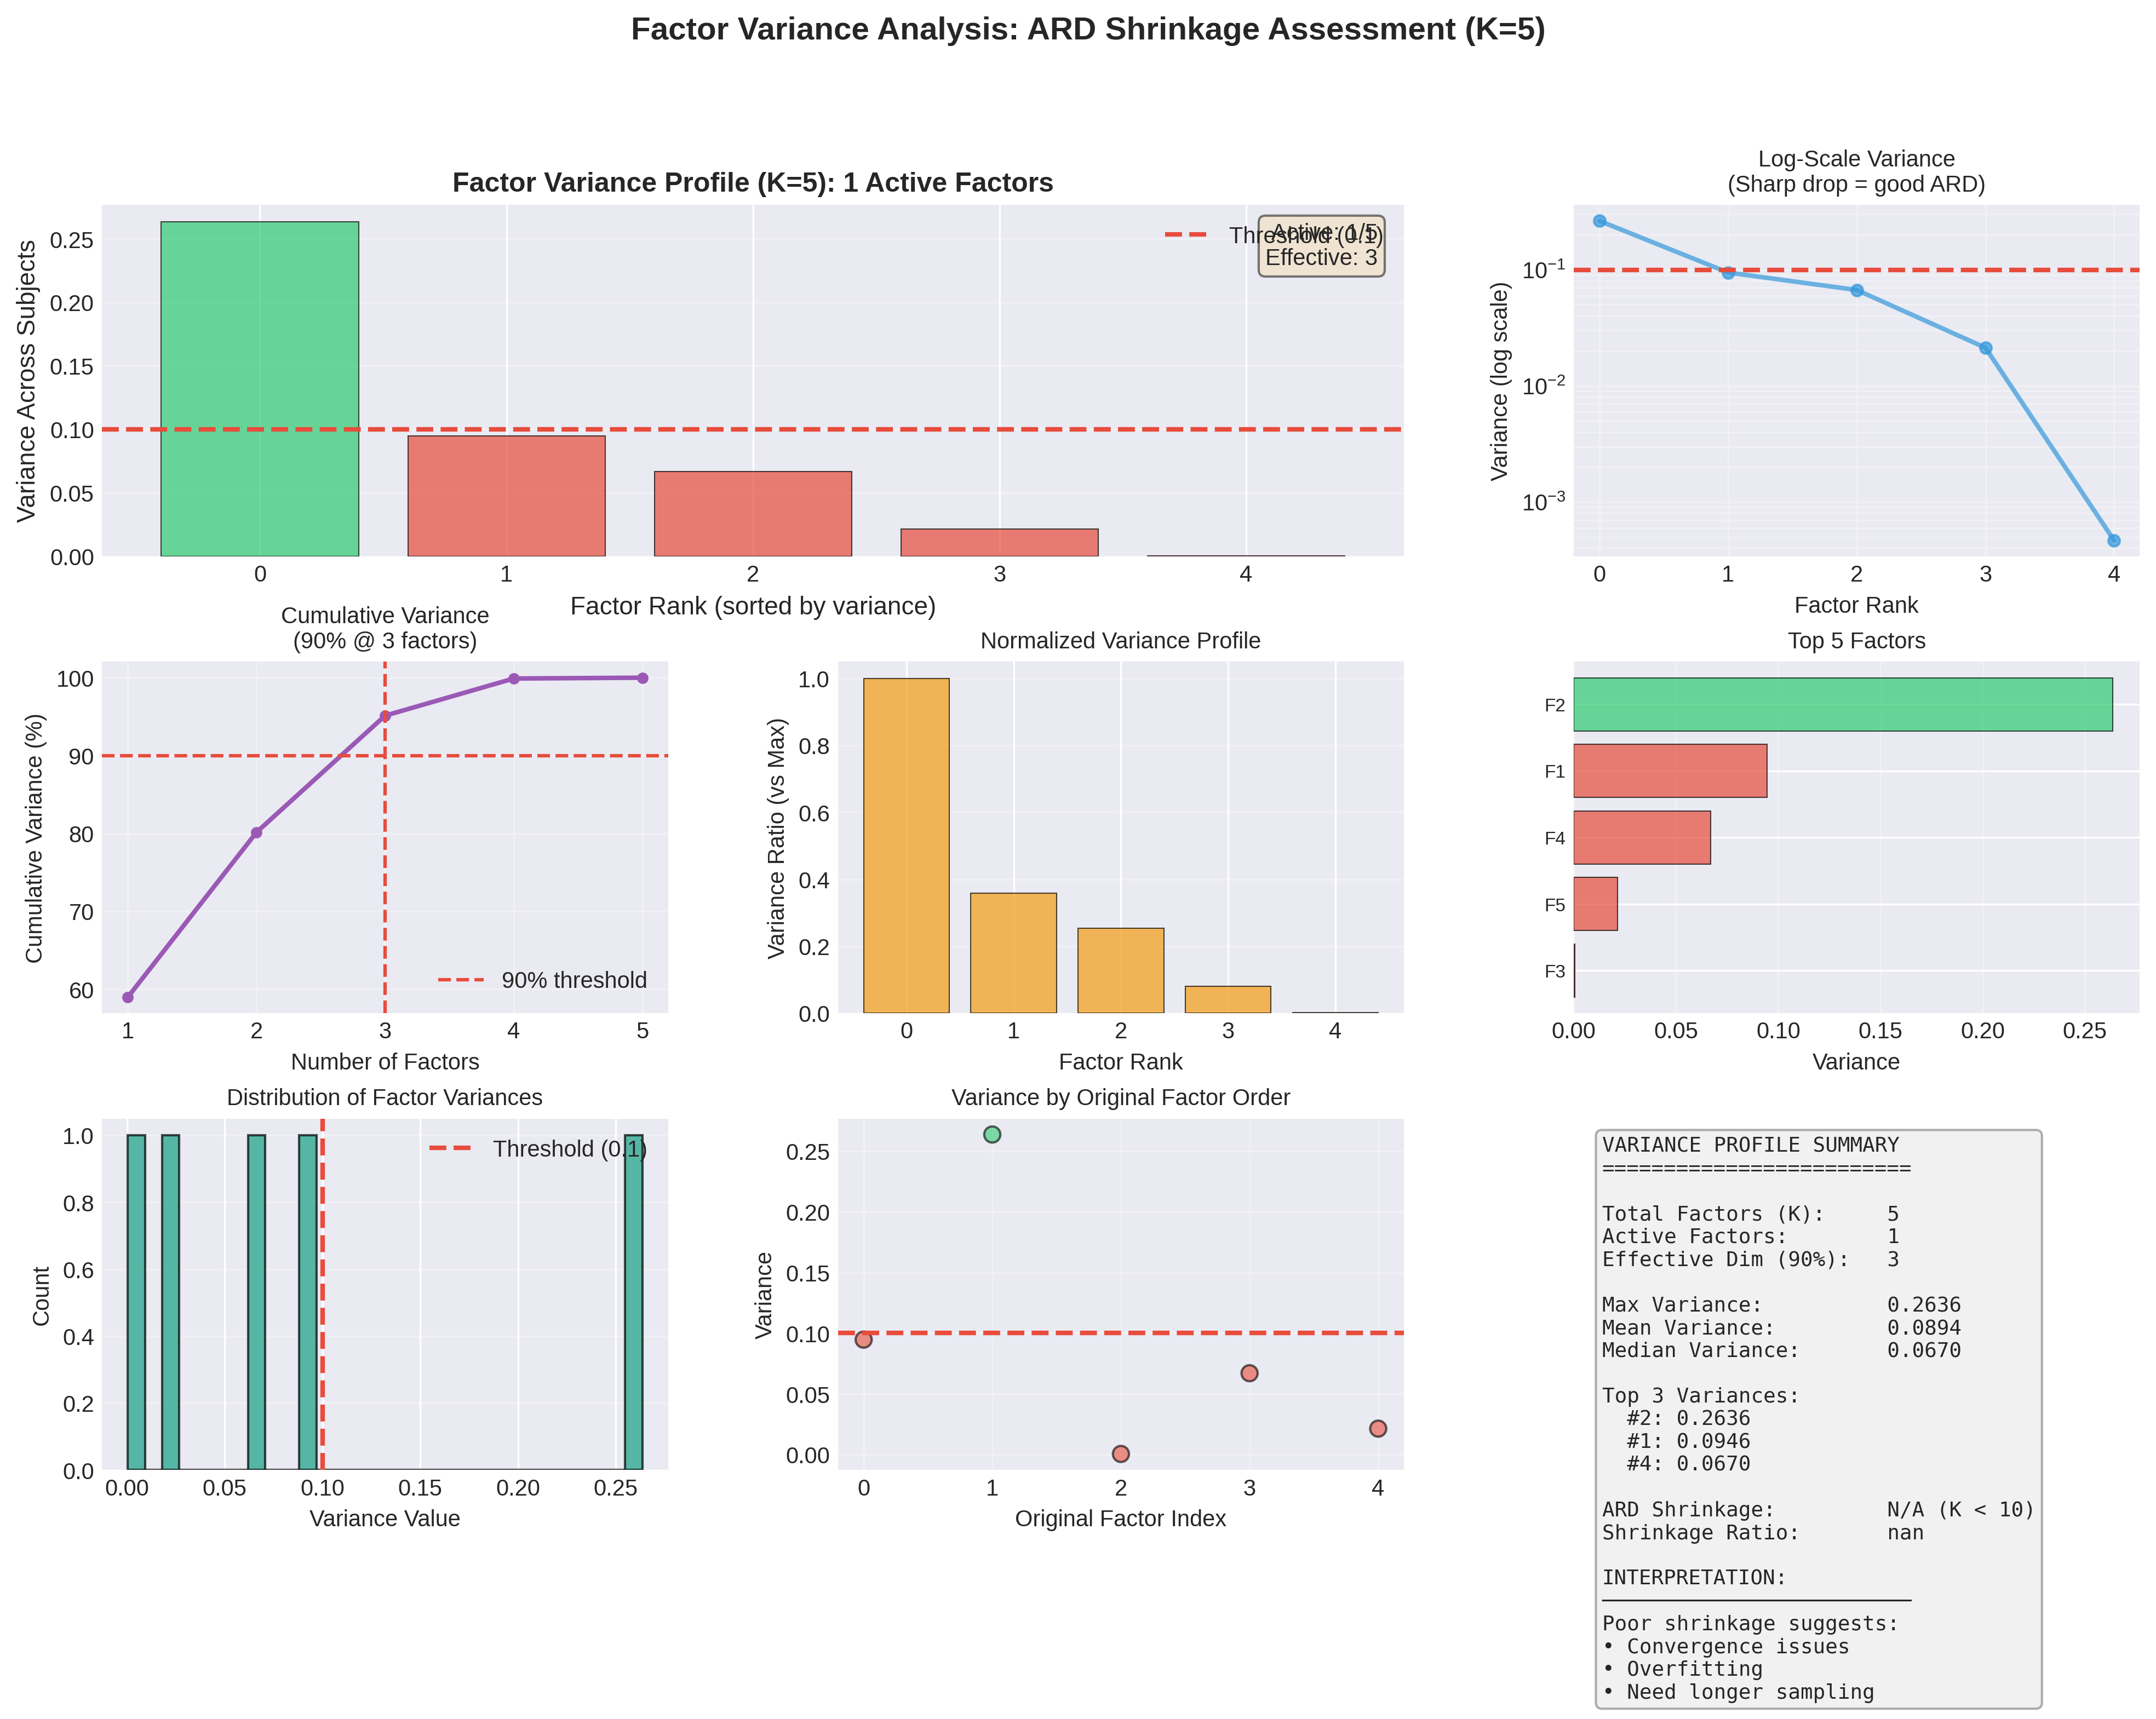 Factor Variance Analysis: ARD Shrinkage Assessment (K=5)
Factor Variance Profile (K=5): 1 Active Factors
Variance Across Subjects
0.25
0.20
0.15
0.10
0.05
0.00
0 1 2 3 4
Factor Rank (sorted by variance)
Threshold (0.1)
Active: 1/5
Effective: 3
Log-Scale Variance
(Sharp drop = good ARD)
Variance (log scale)
10⁻¹
10⁻²
10⁻³
0 1 2 3 4
Factor Rank
Cumulative Variance
(90% @ 3 factors)
Cumulative Variance (%)
100
90
80
70
60
90% threshold
1 2 3 4 5
Number of Factors
Normalized Variance Profile
Variance Ratio (vs Max)
1.0
0.8
0.6
0.4
0.2
0.0
0 1 2 3 4
Factor Rank
Top 5 Factors
F2
F1
F4
F5
F3
0.00 0.05 0.10 0.15 0.20 0.25
Variance
Distribution of Factor Variances
Count
1.0
0.8
0.6
0.4
0.2
0.0
Threshold (0.1)
0.00 0.05 0.10 0.15 0.20 0.25
Variance Value
Variance by Original Factor Order
Variance
0.25
0.20
0.15
0.10
0.05
0.00
0 1 2 3 4
Original Factor Index
VARIANCE PROFILE SUMMARY
=========================
Total Factors (K): 5
Active Factors: 1
Effective Dim (90%): 3
Max Variance: 0.2636
Mean Variance: 0.0894
Median Variance: 0.0670
Top 3 Variances:
#2: 0.2636
#1: 0.0946
#4: 0.0670
ARD Shrinkage: N/A (K < 10)
Shrinkage Ratio: nan
INTERPRETATION:
─────────────────────────
Poor shrinkage suggests:
• Convergence issues
• Overfitting
• Need longer sampling